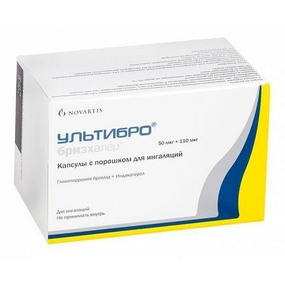 NOVARTIS
УЛЬТИБРО®
бризхалер®
50 мкг + 110 мкг
Капсулы с порошком для ингаляций
Гликопиррония бромид + Индакатерол
Для ингаляций
Не принимать внутрь.